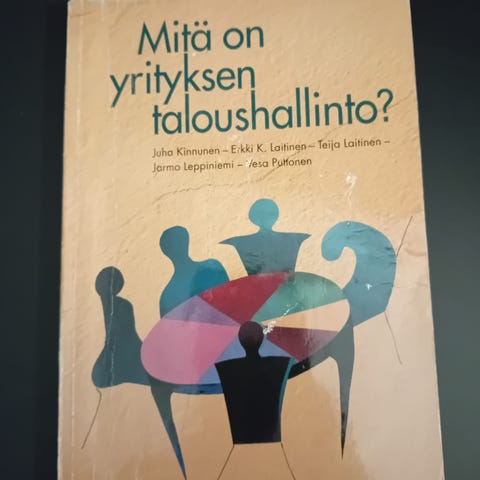 Mitä on
yrityksen
taloushallinto?
Juha Kinnunen – Erkki K. Laitinen – Teija Laitinen –
Jarmo Leppiniemi – Vesa Puttonen